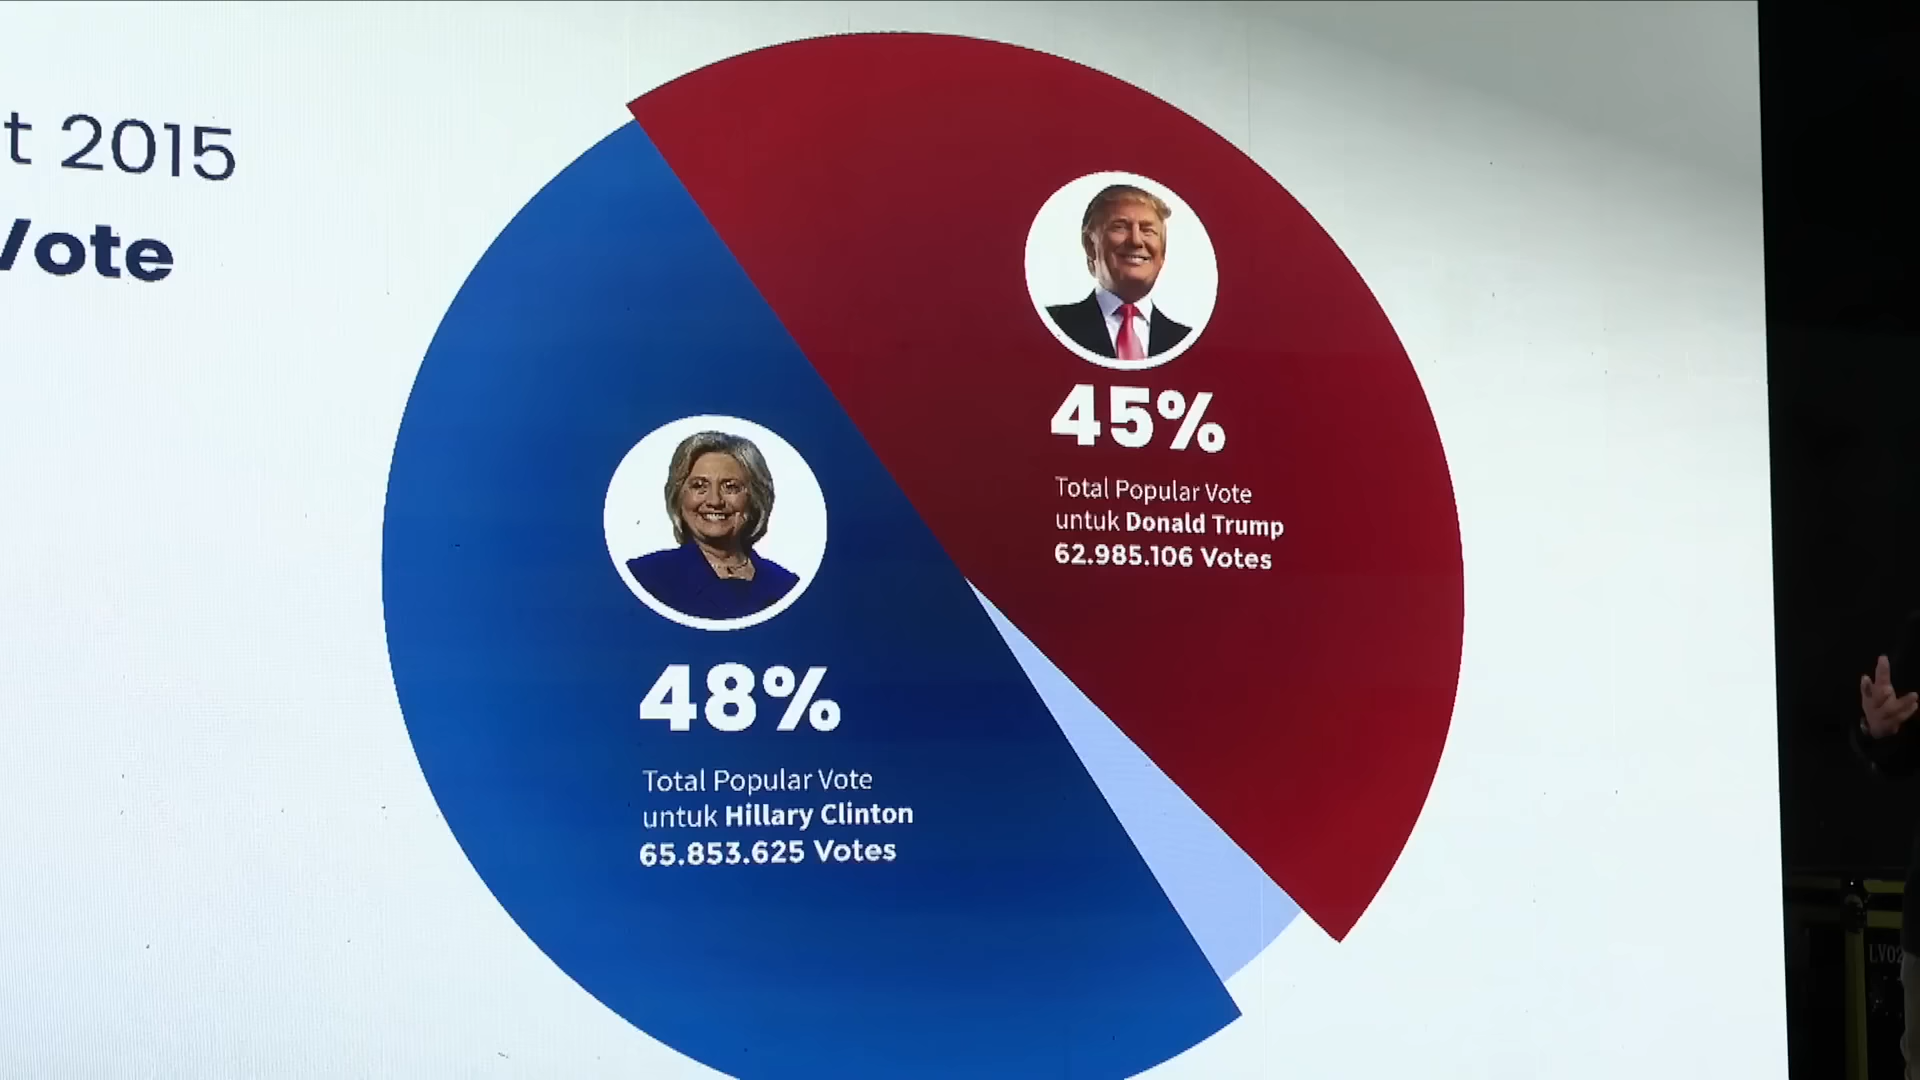 t 2015
Vote
45%
Total Popular Vote
untuk Donald Trump
62.985.106 Votes
48%
Total Popular Vote
untuk Hillary Clinton
65.853.625 Votes
LV02